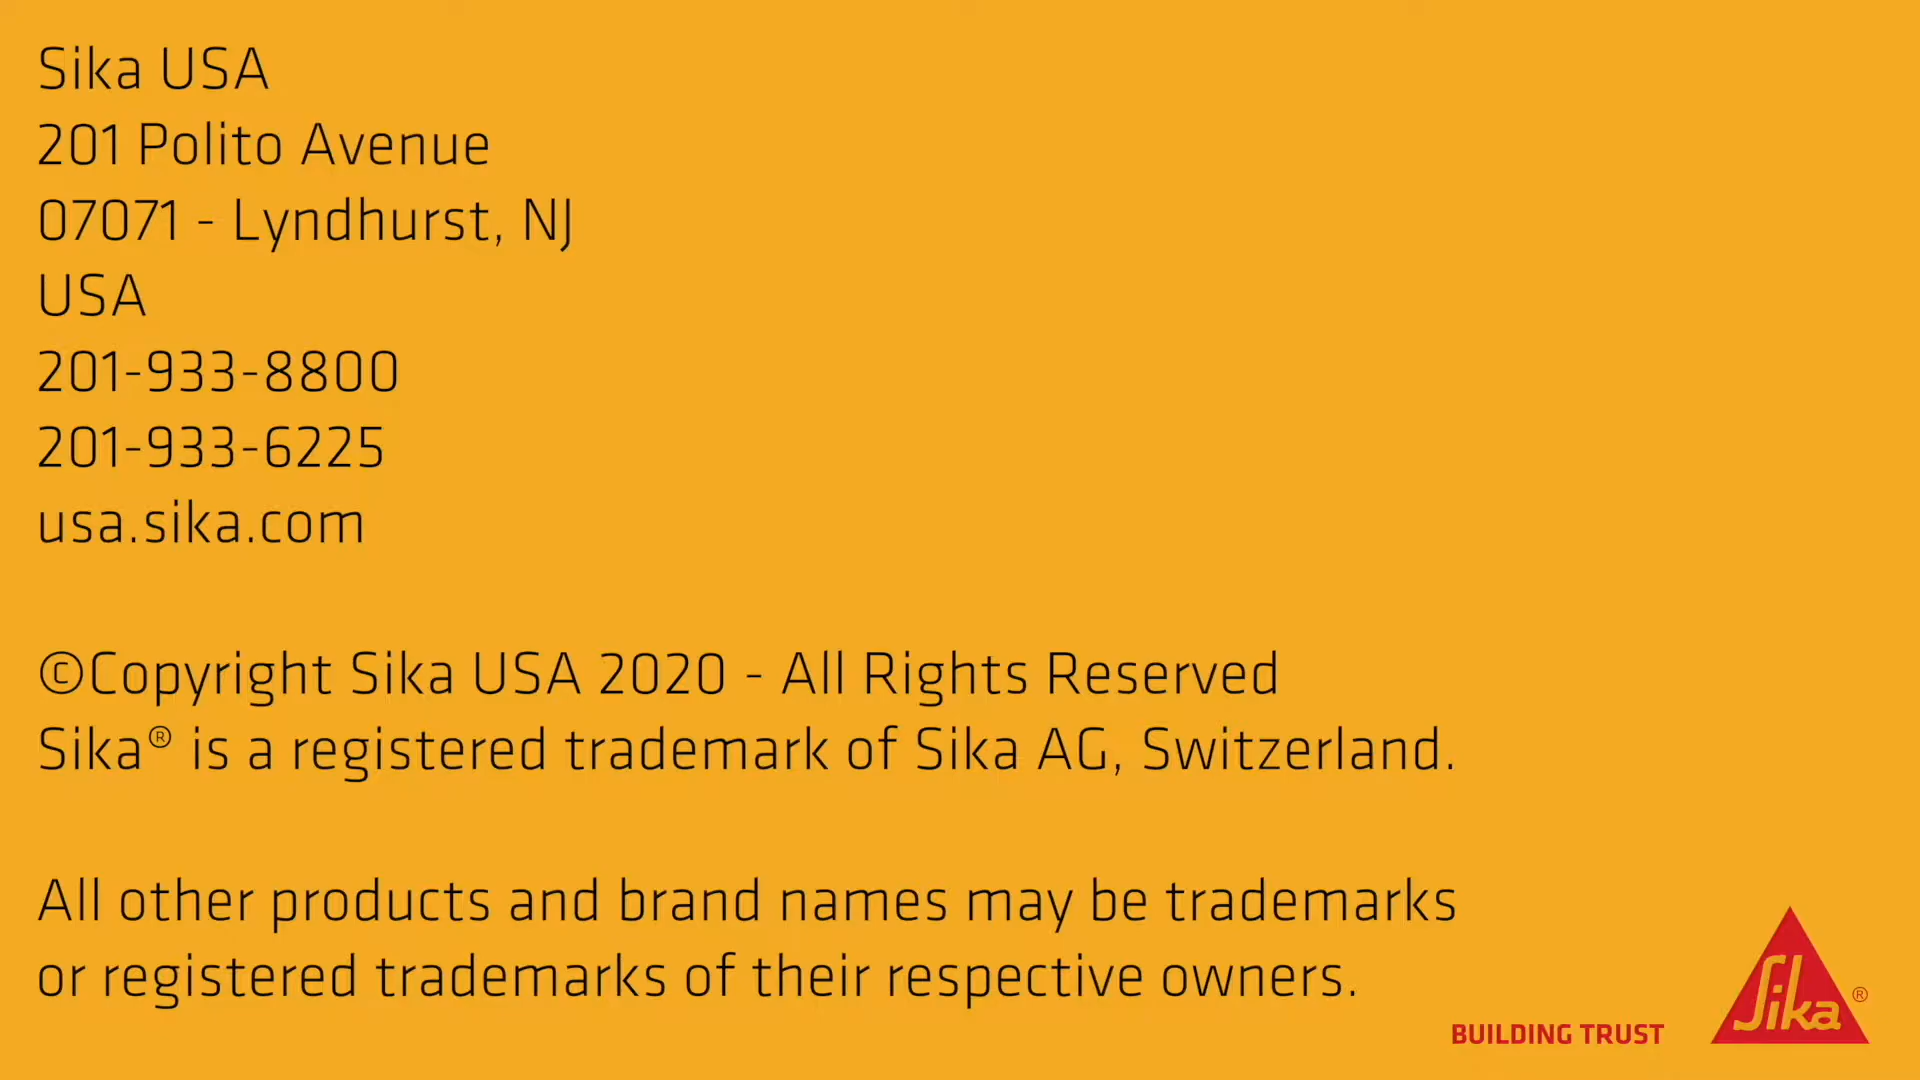 Sika USA
201 Polito Avenue
07071 - Lyndhurst, NJ
USA
201-933-8800
201-933-6225
usa.sika.com
©Copyright Sika USA 2020 - All Rights Reserved
Sika® is a registered trademark of Sika AG, Switzerland.
All other products and brand names may be trademarks
or registered trademarks of their respective owners.
BUILDING TRUST
Sika®